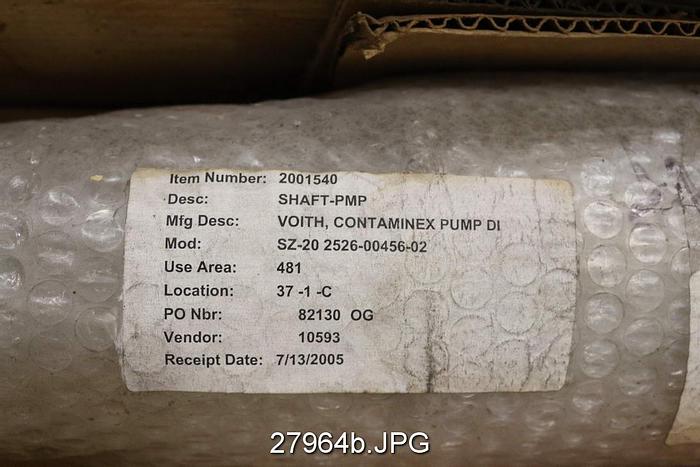 Item Number: 2001540
Desc: SHAFT-PMP
Mfg Desc: VOITH, CONTAMINEX PUMP DI
Mod: SZ-20 2526-00456-02
Use Area: 481
Location: 37 -1 -C
PO Nbr: 82130 OG
Vendor: 10593
Receipt Date: 7/13/2005
27964b.JPG